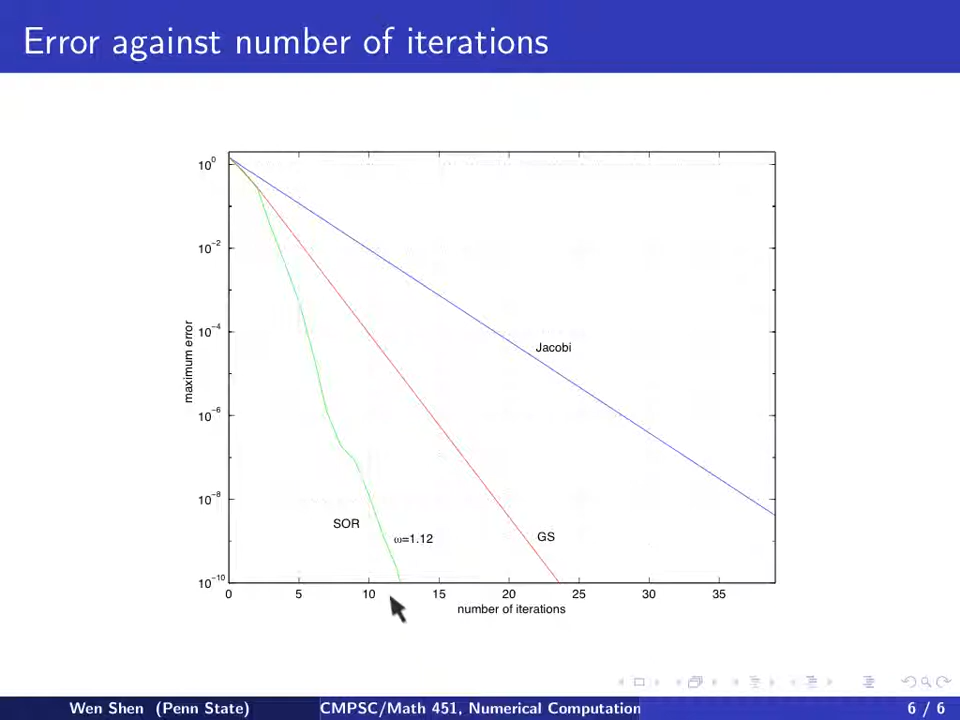 Error against number of iterations
10^0
10^-2
10^-4
10^-6
10^-8
10^-10
maximum error
Jacobi
SOR
ω=1.12
GS
0 5 10 15 20 25 30 35
number of iterations
Wen Shen (Penn State) CMPSC/Math 451, Numerical Computation 6 / 6